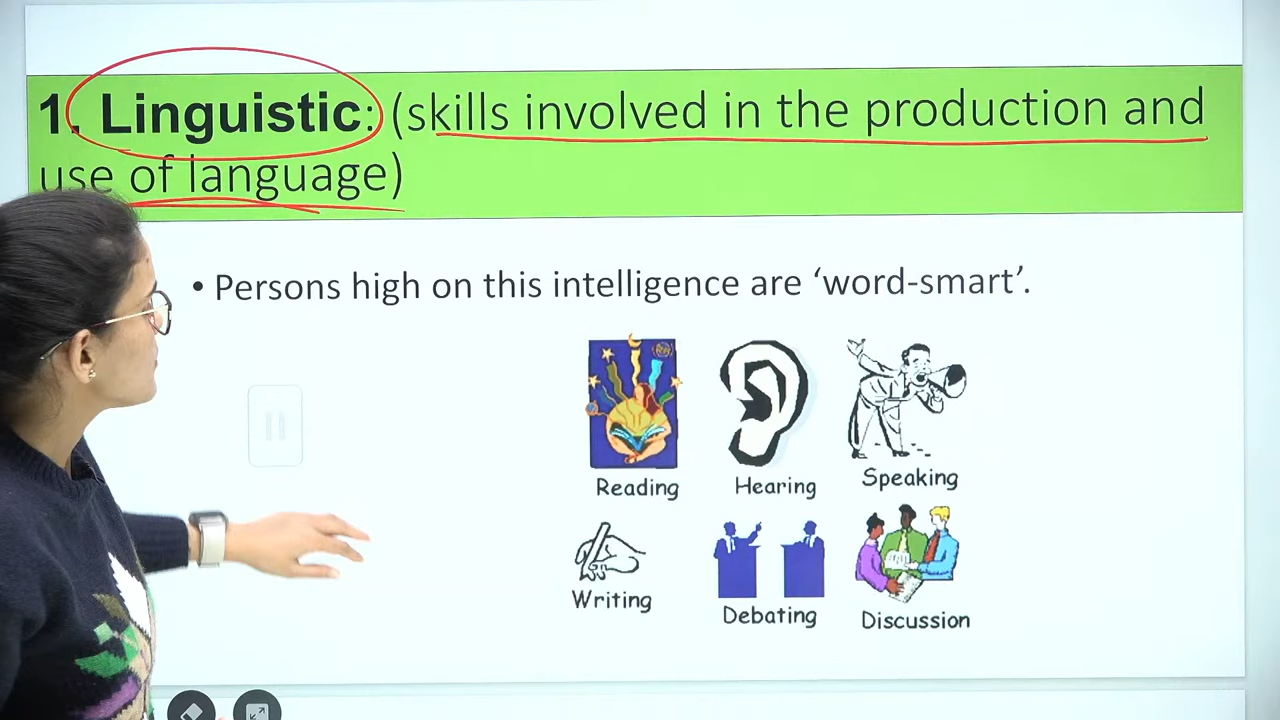 1. Linguistic: (skills involved in the production and
use of language)
• Persons high on this intelligence are ‘word-smart’.
Reading Hearing Speaking
Writing Debating Discussion